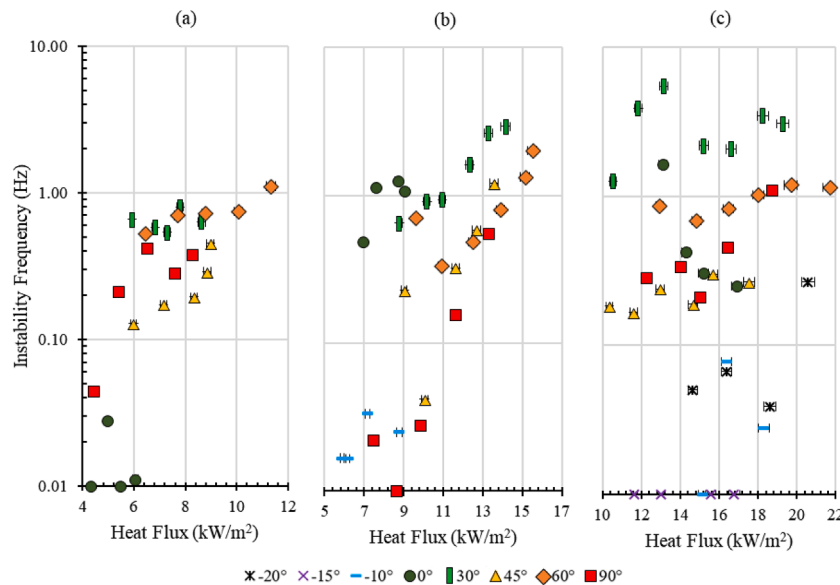 (a)
(b)
(c)
Instability Frequency (Hz)
10.00
1.00
0.10
0.01
4 6 8 10 12
5 7 9 11 13 15 17
10 12 14 16 18 20 22
Heat Flux (kW/m²)
Heat Flux (kW/m²)
Heat Flux (kW/m²)
-20° -15° -10° 0° 30° 45° 60° 90°